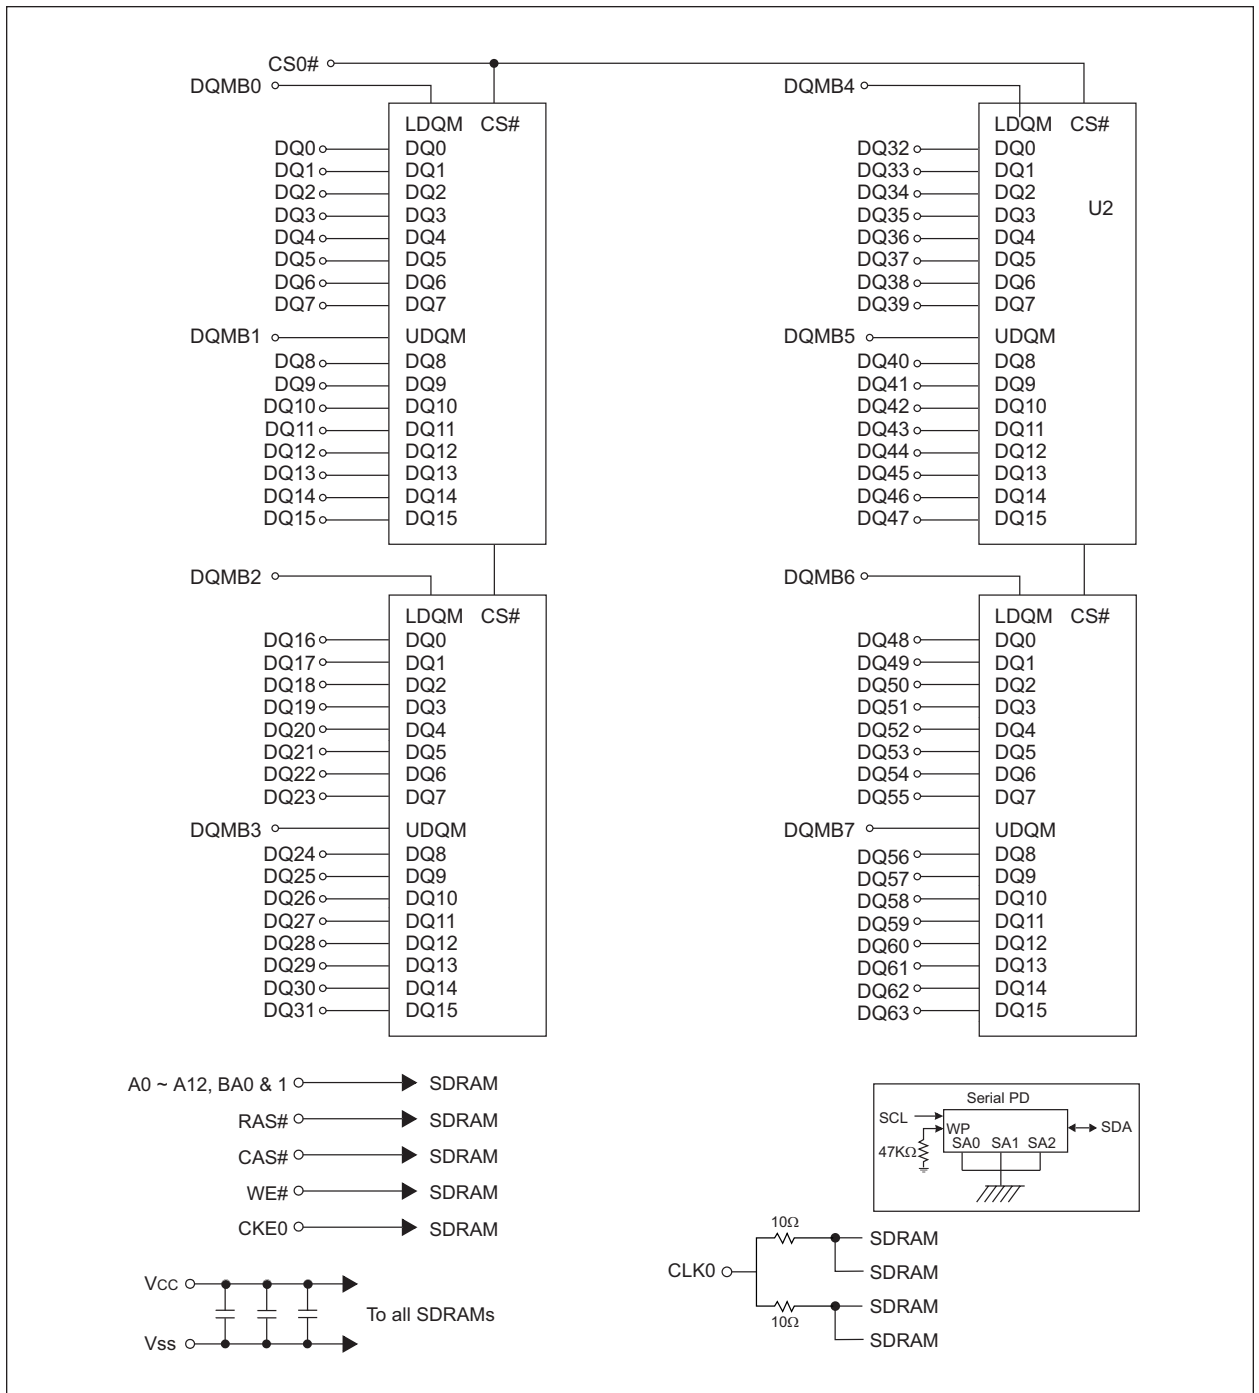 CS0#
DQMB0
LDQM CS#
DQ0 DQ0
DQ1 DQ1
DQ2 DQ2
DQ3 DQ3
DQ4 DQ4
DQ5 DQ5
DQ6 DQ6
DQ7 DQ7
DQMB1 UDQM
DQ8 DQ8
DQ9 DQ9
DQ10 DQ10
DQ11 DQ11
DQ12 DQ12
DQ13 DQ13
DQ14 DQ14
DQ15 DQ15
DQMB4
LDQM CS#
DQ32 DQ0
DQ33 DQ1
DQ34 DQ2
DQ35 DQ3
U2
DQ36 DQ4
DQ37 DQ5
DQ38 DQ6
DQ39 DQ7
DQMB5 UDQM
DQ40 DQ8
DQ41 DQ9
DQ42 DQ10
DQ43 DQ11
DQ44 DQ12
DQ45 DQ13
DQ46 DQ14
DQ47 DQ15
DQMB2
LDQM CS#
DQ16 DQ0
DQ17 DQ1
DQ18 DQ2
DQ19 DQ3
DQ20 DQ4
DQ21 DQ5
DQ22 DQ6
DQ23 DQ7
DQMB3 UDQM
DQ24 DQ8
DQ25 DQ9
DQ26 DQ10
DQ27 DQ11
DQ28 DQ12
DQ29 DQ13
DQ30 DQ14
DQ31 DQ15
DQMB6
LDQM CS#
DQ48 DQ0
DQ49 DQ1
DQ50 DQ2
DQ51 DQ3
DQ52 DQ4
DQ53 DQ5
DQ54 DQ6
DQ55 DQ7
DQMB7 UDQM
DQ56 DQ8
DQ57 DQ9
DQ58 DQ10
DQ59 DQ11
DQ60 DQ12
DQ61 DQ13
DQ62 DQ14
DQ63 DQ15
A0 ~ A12, BA0 & 1 SDRAM
RAS# SDRAM
CAS# SDRAM
WE# SDRAM
CKE0 SDRAM
Vcc
To all SDRAMs
Vss
Serial PD
SCL
WP
SDA
47KΩ
SA0 SA1 SA2
10Ω
SDRAM
CLK0
SDRAM
SDRAM
10Ω
SDRAM